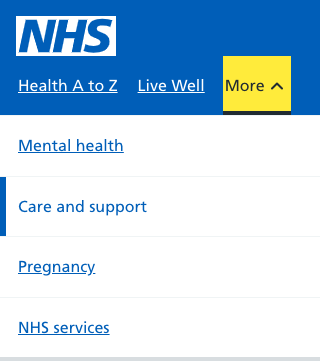 NHS
Health A to Z Live Well More
Mental health
Care and support
Pregnancy
NHS services